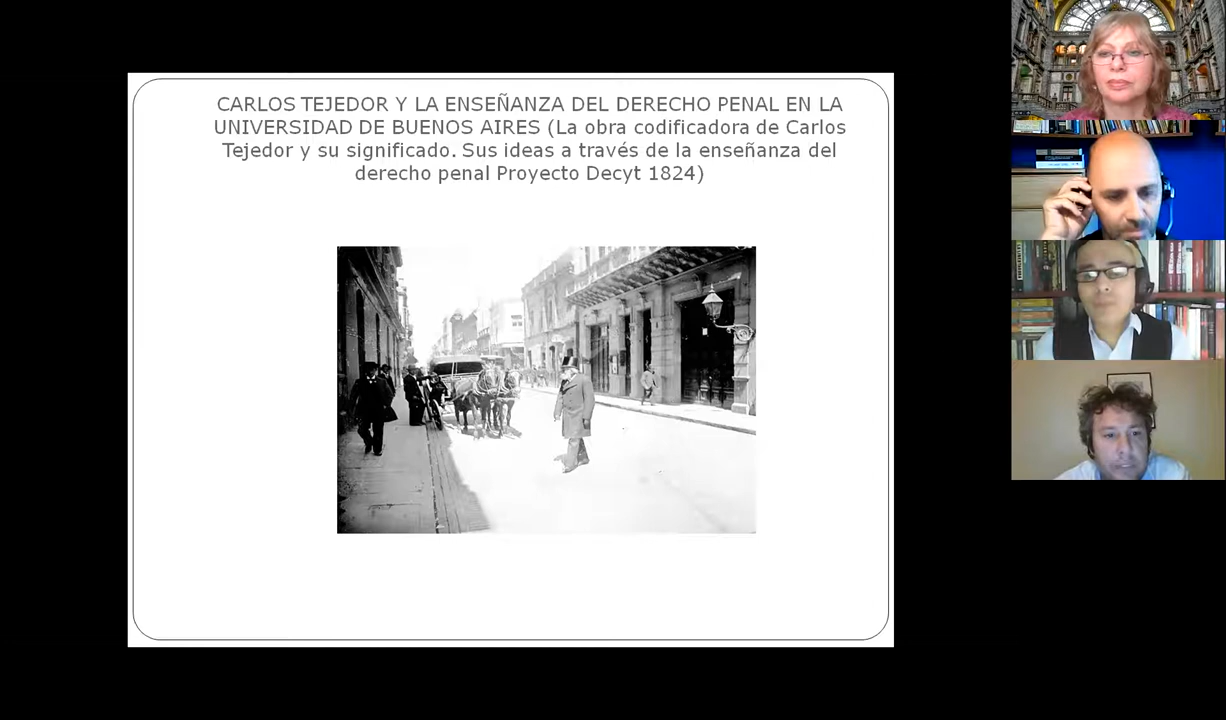 CARLOS TEJEDOR Y LA ENSEÑANZA DEL DERECHO PENAL EN LA
UNIVERSIDAD DE BUENOS AIRES (La obra codificadora de Carlos
Tejedor y su significado. Sus ideas a través de la enseñanza del
derecho penal Proyecto Decyt 1824)